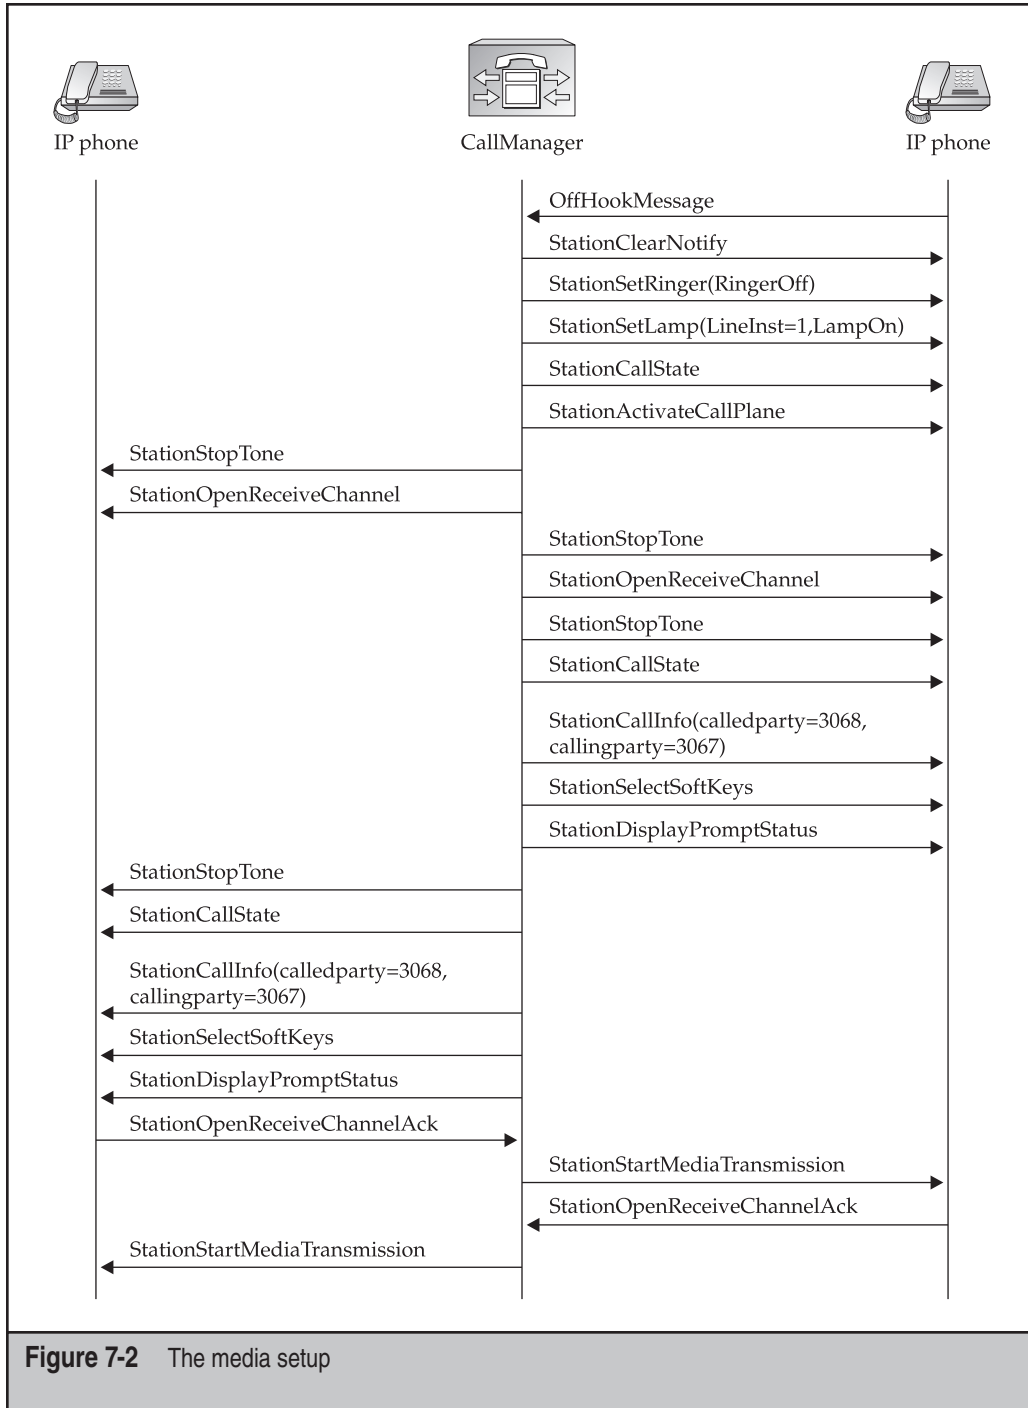 IP phone
CallManager
IP phone
OffHookMessage
StationClearNotify
StationSetRinger(RingerOff)
StationSetLamp(LineInst=1,LampOn)
StationCallState
StationActivateCallPlane
StationStopTone
StationOpenReceiveChannel
StationStopTone
StationOpenReceiveChannel
StationStopTone
StationCallState
StationCallInfo(calledparty=3068,
callingparty=3067)
StationSelectSoftKeys
StationDisplayPromptStatus
StationStopTone
StationCallState
StationCallInfo(calledparty=3068,
callingparty=3067)
StationSelectSoftKeys
StationDisplayPromptStatus
StationOpenReceiveChannelAck
StationStartMediaTransmission
StationOpenReceiveChannelAck
StationStartMediaTransmission
Figure 7-2 The media setup